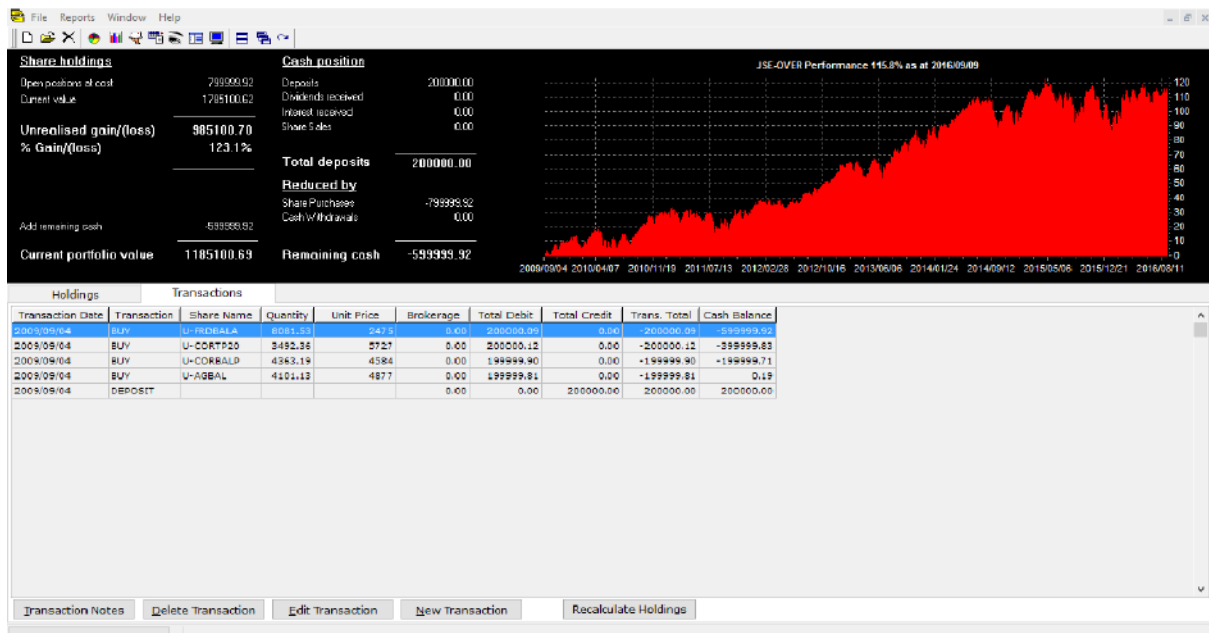 File Reports Window Help
Share holdings
Open positions at cost 799999.92
Current value 1785100.62
Unrealised gain/(loss) 985100.70
% Gain/(loss) 123.1%
Add remaining cash -599999.92
Current portfolio value 1185100.69
Cash position
Deposits 200000.00
Dividends received 0.00
Interest received 0.00
Share Sales 0.00
Total deposits 200000.00
Reduced by
Share Purchases -799999.92
Cash Withdrawals 0.00
Remaining cash -599999.92
JSE-OVER Performance 115.8% as at 2016/09/09
120
110
100
90
80
70
60
50
40
30
20
10
0
2009/09/04 2010/04/07 2010/11/19 2011/07/13 2012/02/28 2012/10/16 2013/06/06 2014/01/24 2014/09/12 2015/05/06 2015/12/21 2016/08/11
Holdings Transactions
Transaction Date Transaction Share Name Quantity Unit Price Brokerage Total Debit Total Credit Trans. Total Cash Balance
2009/09/04 BUY U-FRDBALA 8081.53 2475 0.00 200000.09 0.00 -200000.09 -599999.92
2009/09/04 BUY U-CORTP20 3492.36 5727 0.00 200000.12 0.00 -200000.12 -399999.83
2009/09/04 BUY U-CORBALP 4363.19 4584 0.00 199999.90 0.00 -199999.90 -199999.71
2009/09/04 BUY U-AGBAL 4101.13 4877 0.00 199999.81 0.00 -199999.81 0.19
2009/09/04 DEPOSIT 0.00 0.00 200000.00 200000.00 200000.00
Transaction Notes Delete Transaction Edit Transaction New Transaction Recalculate Holdings